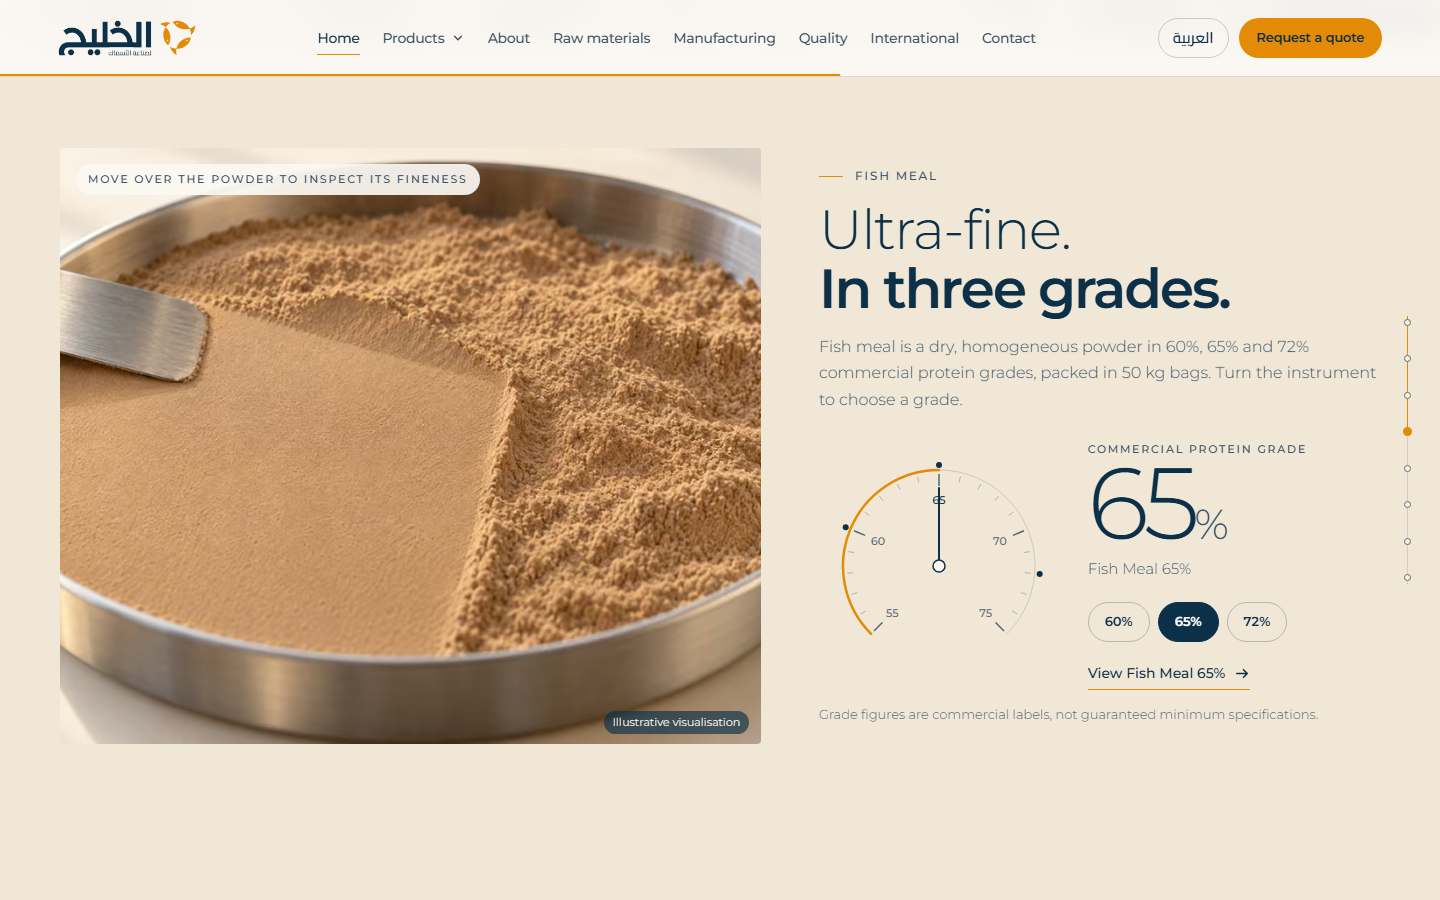 الخليج
لصناعة الأسماك
Home
Products
About
Raw materials
Manufacturing
Quality
International
Contact
العربية
Request a quote
MOVE OVER THE POWDER TO INSPECT ITS FINENESS
Illustrative visualisation
FISH MEAL
Ultra-fine.
In three grades.
Fish meal is a dry, homogeneous powder in 60%, 65% and 72%
commercial protein grades, packed in 50 kg bags. Turn the instrument
to choose a grade.
55
60
65
70
75
COMMERCIAL PROTEIN GRADE
65%
Fish Meal 65%
60%
65%
72%
View Fish Meal 65%
Grade figures are commercial labels, not guaranteed minimum specifications.